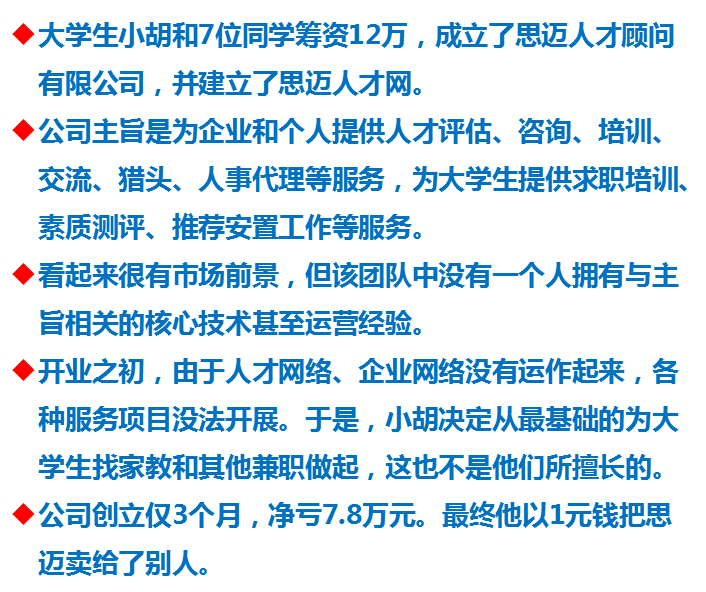 ◆大学生小胡和7位同学筹资12万，成立了思迈人才顾问
有限公司，并建立了思迈人才网。
◆公司主旨是为企业和个人提供人才评估、咨询、培训、
交流、猎头、人事代理等服务，为大学生提供求职培训、
素质测评、推荐安置工作等服务。
◆看起来很有市场前景，但该团队中没有一个人拥有与主
旨相关的核心技术甚至运营经验。
◆开业之初，由于人才网络、企业网络没有运作起来，各
种服务项目没法开展。于是，小胡决定从最基础的为大
学生找家教和其他兼职做起，这也不是他们所擅长的。
◆公司创立仅3个月，净亏7.8万元。最终他以1元钱把思
迈卖给了别人。